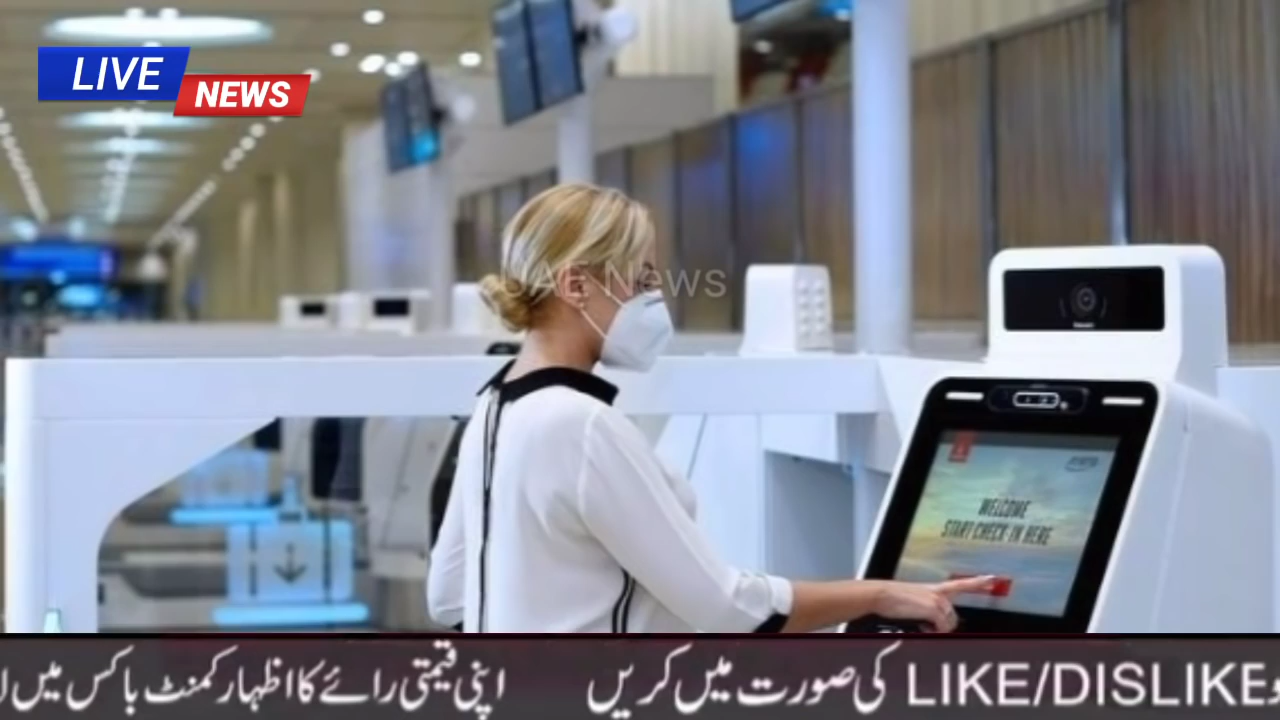 LIVE
NEWS
UAE News
WELCOME
START CHECK-IN HERE
LIKE/DISLIKE کی صورت میں کریں اپنی قیمتی رائے کا اظہار کمنٹ باکس میں